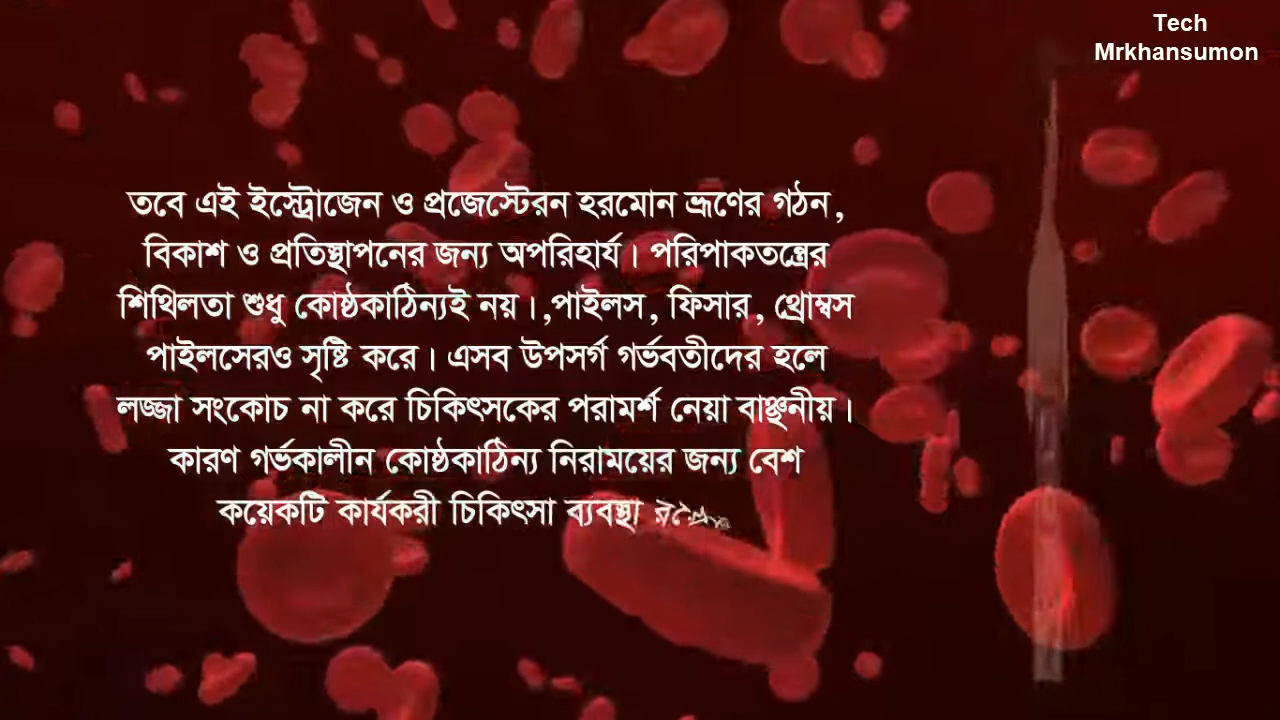 Tech
Mrkhansumon
তবে এই ইস্ট্রোজেন ও প্রজেস্টেরন হরমোন ভ্রূণের গঠন,
বিকাশ ও প্রতিস্থাপনের জন্য অপরিহার্য। পরিপাকতন্ত্রের
শিথিলতা শুধু কোষ্ঠকাঠিন্যই নয়।,পাইলস, ফিসার, থ্রোম্বস
পাইলসেরও সৃষ্টি করে। এসব উপসর্গ গর্ভবতীদের হলে
লজ্জা সংকোচ না করে চিকিৎসকের পরামর্শ নেয়া বাঞ্ছনীয়।
কারণ গর্ভকালীন কোষ্ঠকাঠিন্য নিরাময়ের জন্য বেশ
কয়েকটি কার্যকরী চিকিৎসা ব্যবস্থা